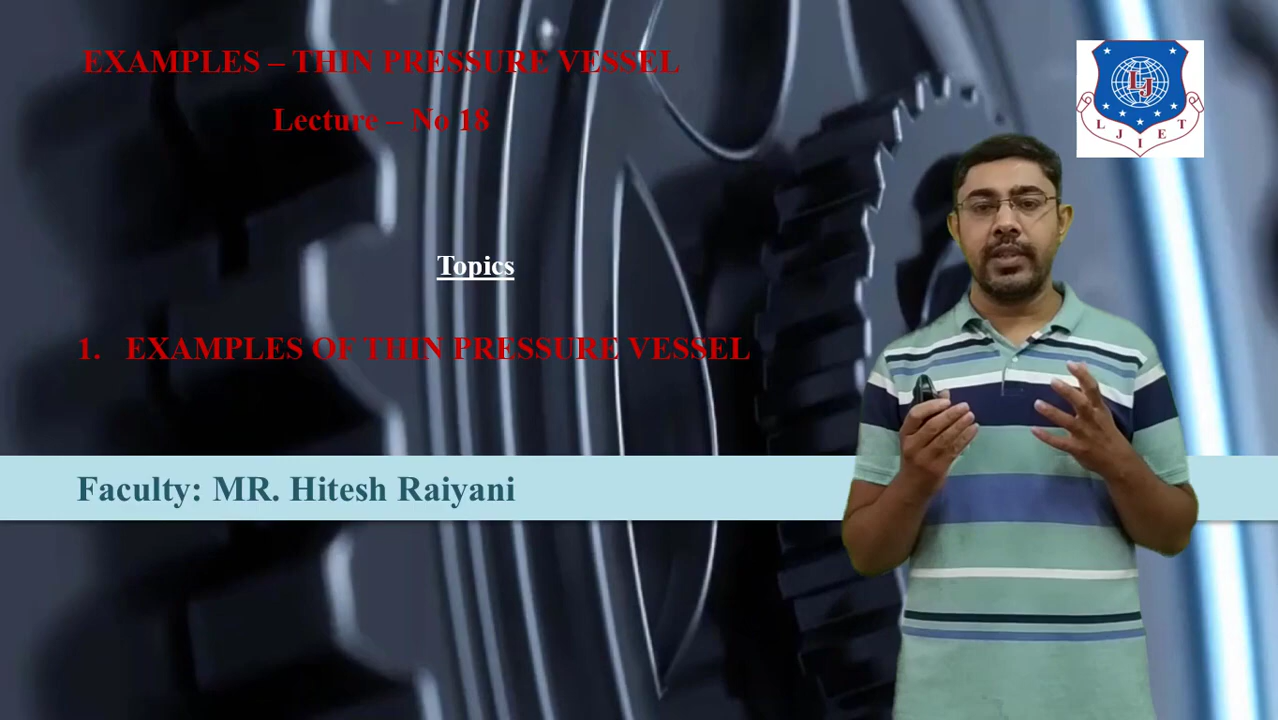 EXAMPLES – THIN PRESSURE VESSEL
Lecture – No 18
LJ
L J I E T
Topics
1. EXAMPLES OF THIN PRESSURE VESSEL
Faculty: MR. Hitesh Raiyani